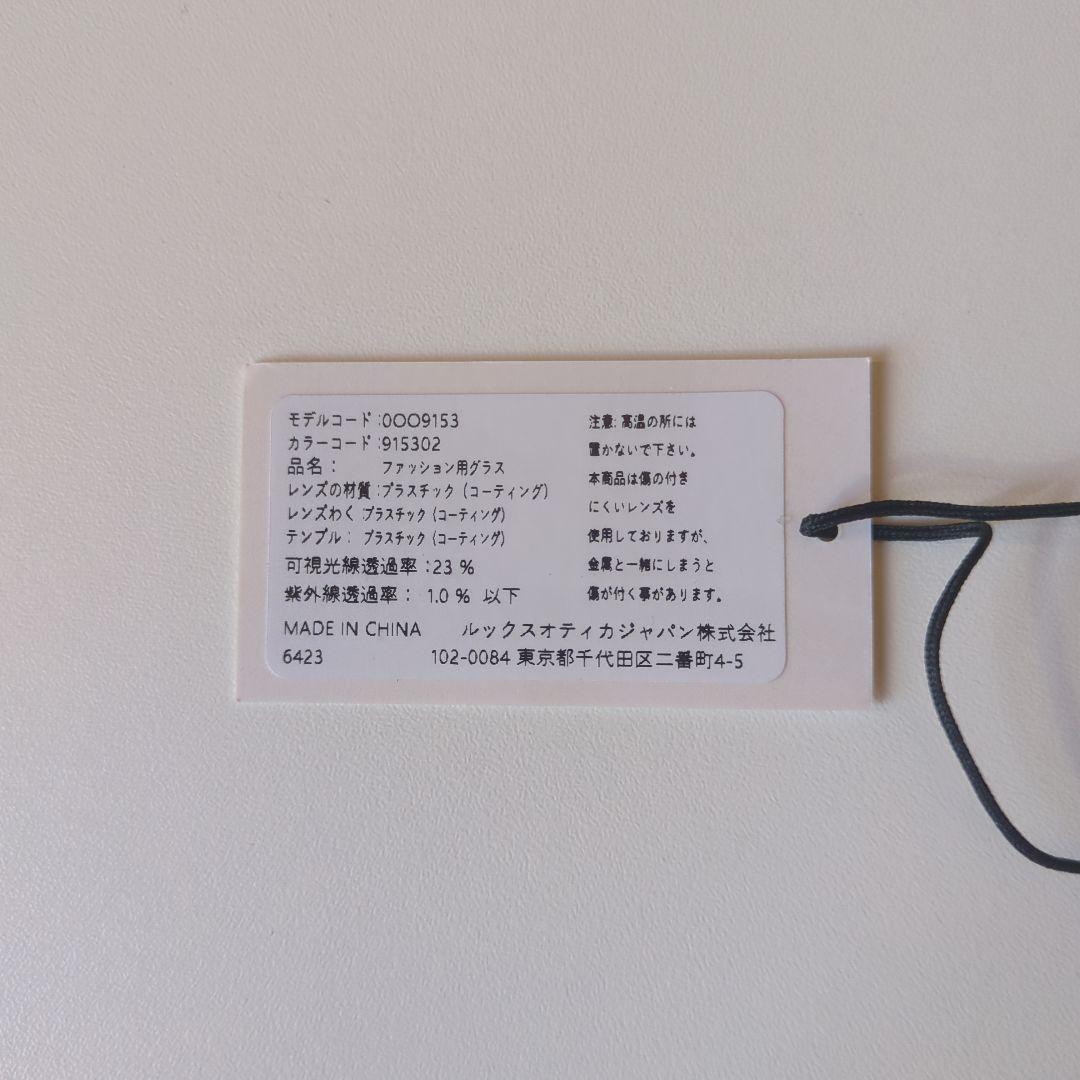 モデルコード:0OO9153
カラーコード:915302
品名： ファッション用グラス
レンズの材質:プラスチック (コーティング)
レンズわく:プラスチック (コーティング)
テンプル： プラスチック (コーティング)
可視光線透過率:23 %
紫外線透過率： 1.0 % 以下
注意: 高温の所には
置かないで下さい。
本商品は傷の付き
にくいレンズを
使用しておりますが、
金属と一緒にしまうと
傷が付く事があります。
MADE IN CHINA ルックスオティカジャパン株式会社
6423 102-0084 東京都千代田区二番町4-5